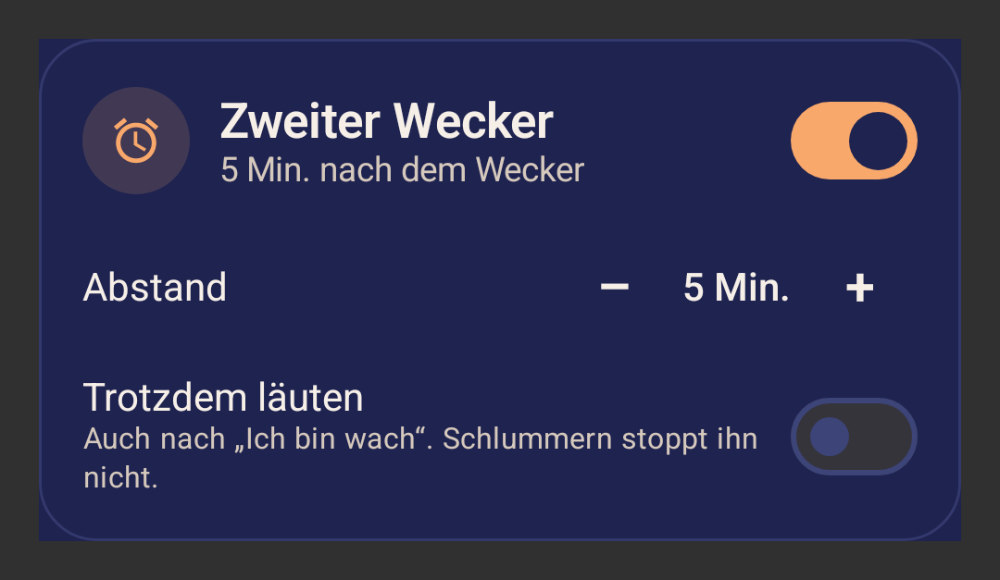 Zweiter Wecker
5 Min. nach dem Wecker
Abstand − 5 Min. +
Trotzdem läuten
Auch nach „Ich bin wach“. Schlummern stoppt ihn
nicht.